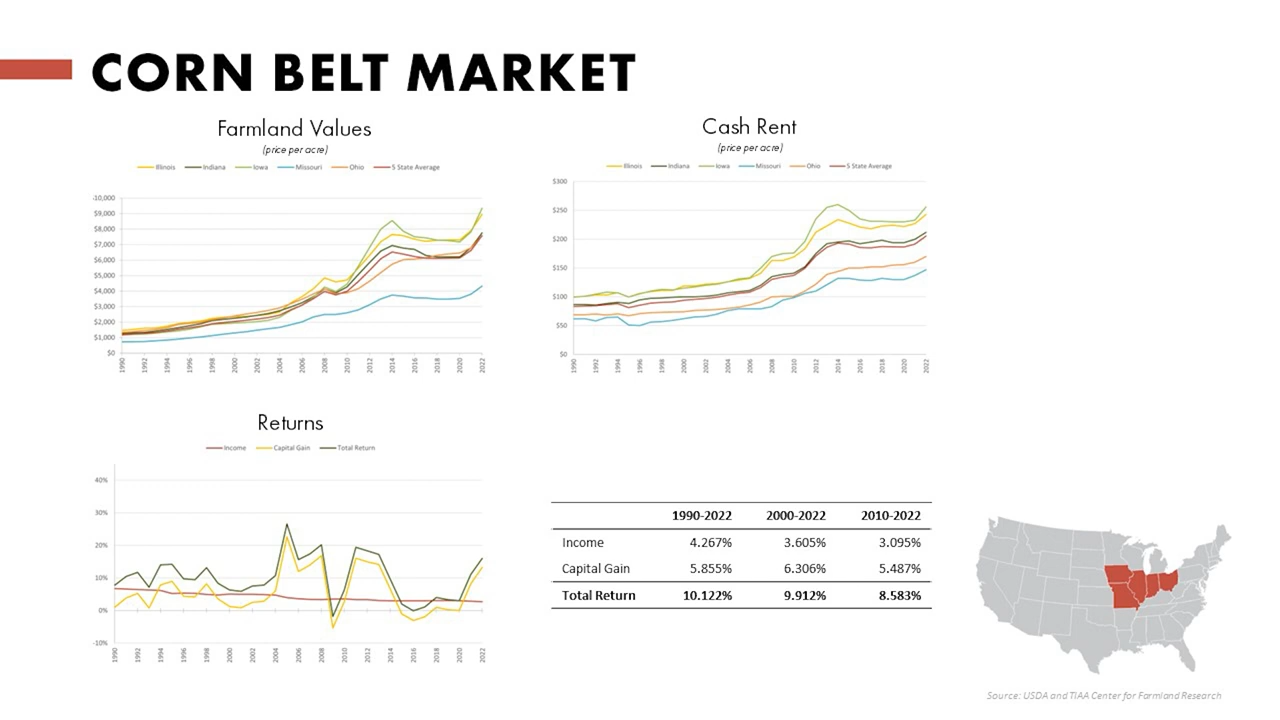 CORN BELT MARKET
Farmland Values
(price per acre)
Illinois Indiana Iowa Missouri Ohio 5 State Average
$10,000
$9,000
$8,000
$7,000
$6,000
$5,000
$4,000
$3,000
$2,000
$1,000
$0
1990 1992 1994 1996 1998 2000 2002 2004 2006 2008 2010 2012 2014 2016 2018 2020 2022
Cash Rent
(price per acre)
Illinois Indiana Iowa Missouri Ohio 5 State Average
$300
$250
$200
$150
$100
$50
$0
1990 1992 1994 1996 1998 2000 2002 2004 2006 2008 2010 2012 2014 2016 2018 2020 2022
Returns
Income Capital Gain Total Return
40%
30%
20%
10%
0%
-10%
1990 1992 1994 1996 1998 2000 2002 2004 2006 2008 2010 2012 2014 2016 2018 2020 2022
1990-2022 2000-2022 2010-2022
Income 4.267% 3.605% 3.095%
Capital Gain 5.855% 6.306% 5.487%
Total Return 10.122% 9.912% 8.583%
Source: USDA and TIAA Center for Farmland Research